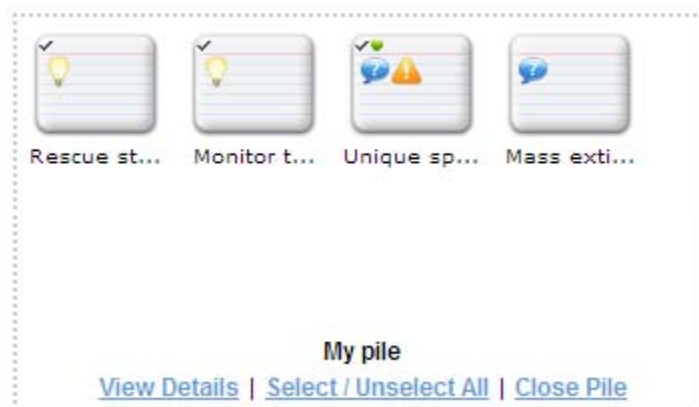 Rescue st... Monitor t... Unique sp... Mass exti...
My pile
View Details | Select / Unselect All | Close Pile